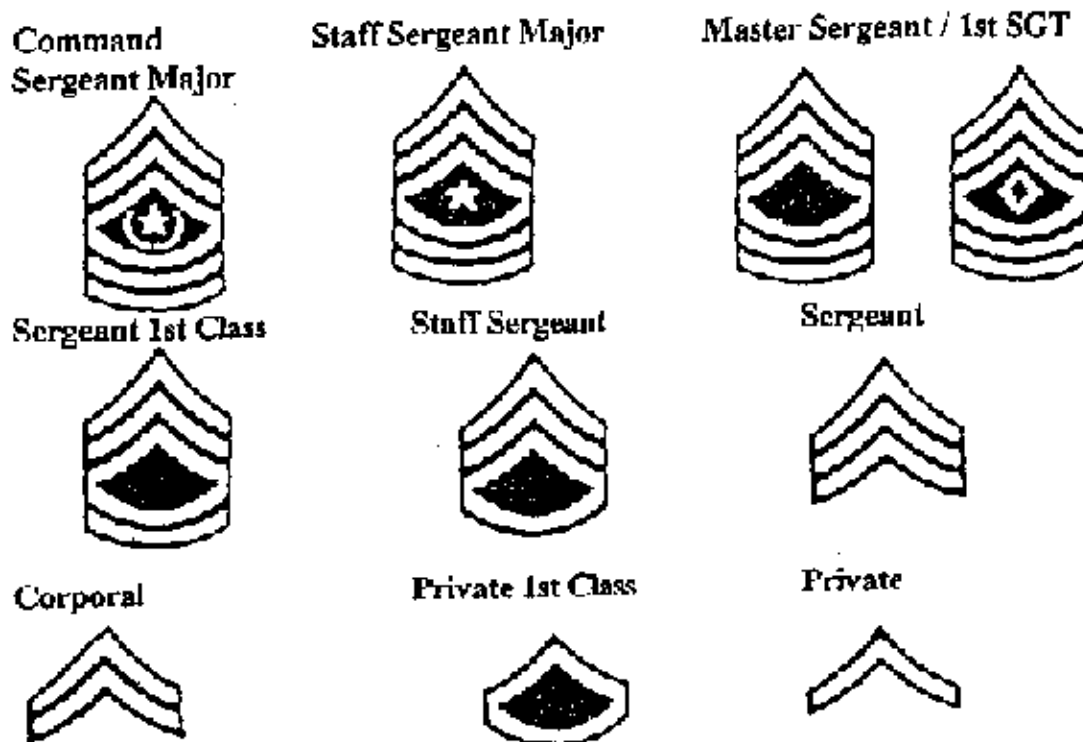 Command
Sergeant Major
Staff Sergeant Major
Master Sergeant / 1st SGT
Sergeant 1st Class
Staff Sergeant
Sergeant
Corporal
Private 1st Class
Private